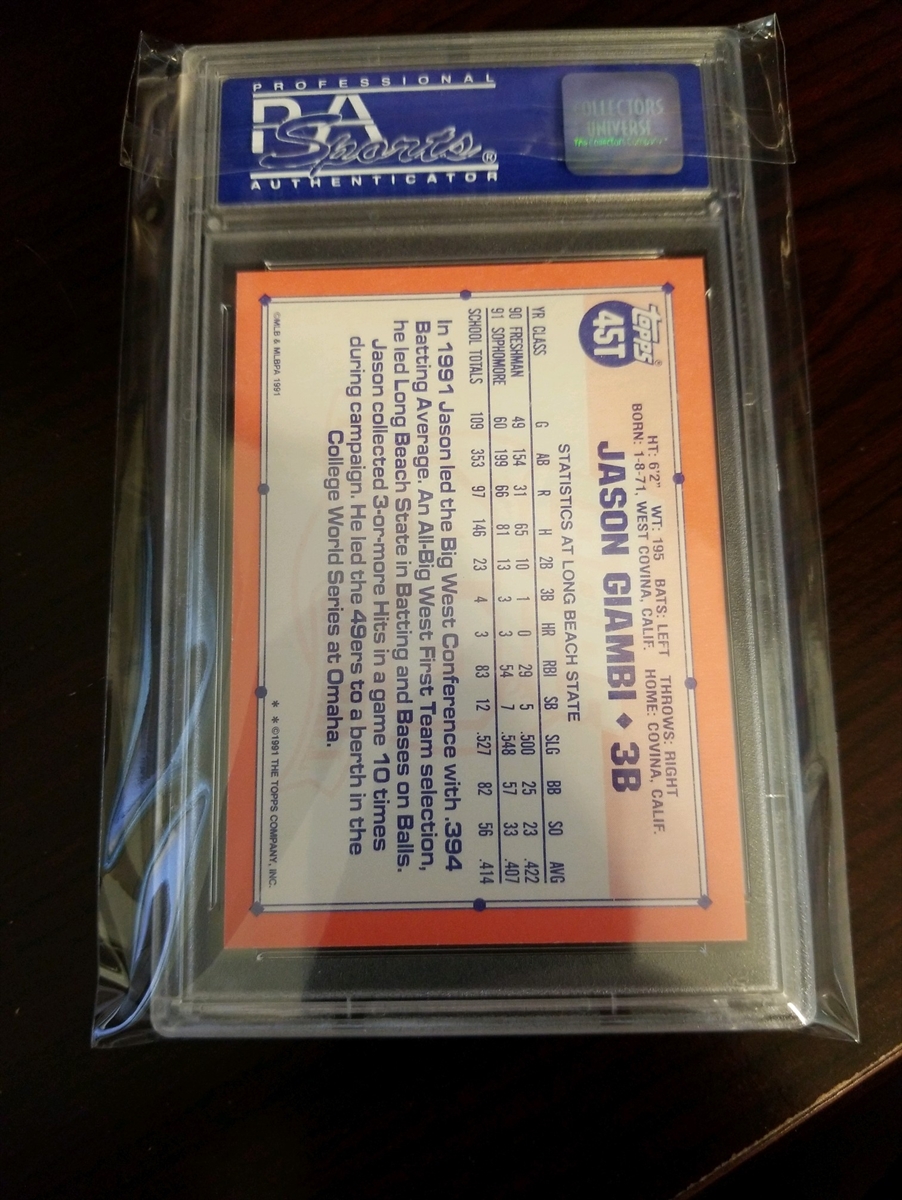 PROFESSIONAL
PSA
Sports®
AUTHENTICATOR
COLLECTORS
UNIVERSE
Topps®
45T
HT: 6'2" WT: 195 BATS: LEFT THROWS: RIGHT
BORN: 1-8-71, WEST COVINA, CALIF. HOME: COVINA, CALIF.
JASON GIAMBI ◆ 3B
STATISTICS AT LONG BEACH STATE
YR CLASS G AB R H 2B 3B HR RBI SB SLG BB SO AVG
90 FRESHMAN 49 154 31 65 10 1 0 29 5 .500 25 23 .422
91 SOPHOMORE 60 199 66 81 13 3 3 54 7 .548 57 33 .407
SCHOOL TOTALS 109 353 97 146 23 4 3 83 12 .527 82 56 .414
In 1991 Jason led the Big West Conference with .394
Batting Average. An All-Big West First Team selection,
he led Long Beach State in Batting and Bases on Balls.
Jason collected 3-or-more Hits in a game 10 times
during campaign. He led the 49ers to a berth in the
College World Series at Omaha.
©MLB & MLBPA 1991
* * ©1991 THE TOPPS COMPANY, INC.